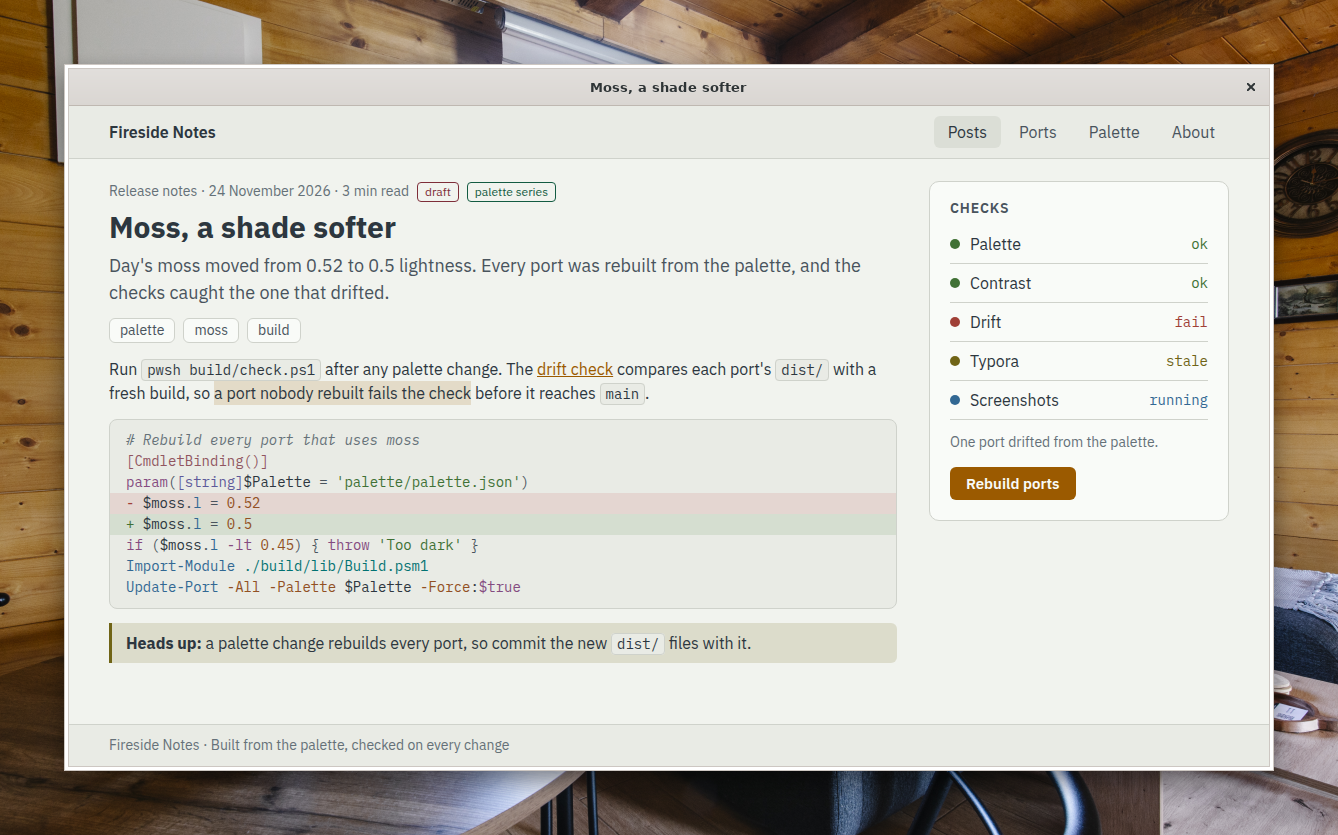 Moss, a shade softer
Fireside Notes
Posts
Ports
Palette
About
Release notes · 24 November 2026 · 3 min read
draft
palette series
Moss, a shade softer
Day's moss moved from 0.52 to 0.5 lightness. Every port was rebuilt from the palette, and the
checks caught the one that drifted.
palette
moss
build
Run pwsh build/check.ps1 after any palette change. The drift check compares each port's dist/ with a
fresh build, so a port nobody rebuilt fails the check before it reaches main.
# Rebuild every port that uses moss
[CmdletBinding()]
param([string]$Palette = 'palette/palette.json')
- $moss.l = 0.52
+ $moss.l = 0.5
if ($moss.l -lt 0.45) { throw 'Too dark' }
Import-Module ./build/lib/Build.psm1
Update-Port -All -Palette $Palette -Force:$true
Heads up: a palette change rebuilds every port, so commit the new dist/ files with it.
CHECKS
Palette ok
Contrast ok
Drift fail
Typora stale
Screenshots running
One port drifted from the palette.
Rebuild ports
Fireside Notes · Built from the palette, checked on every change